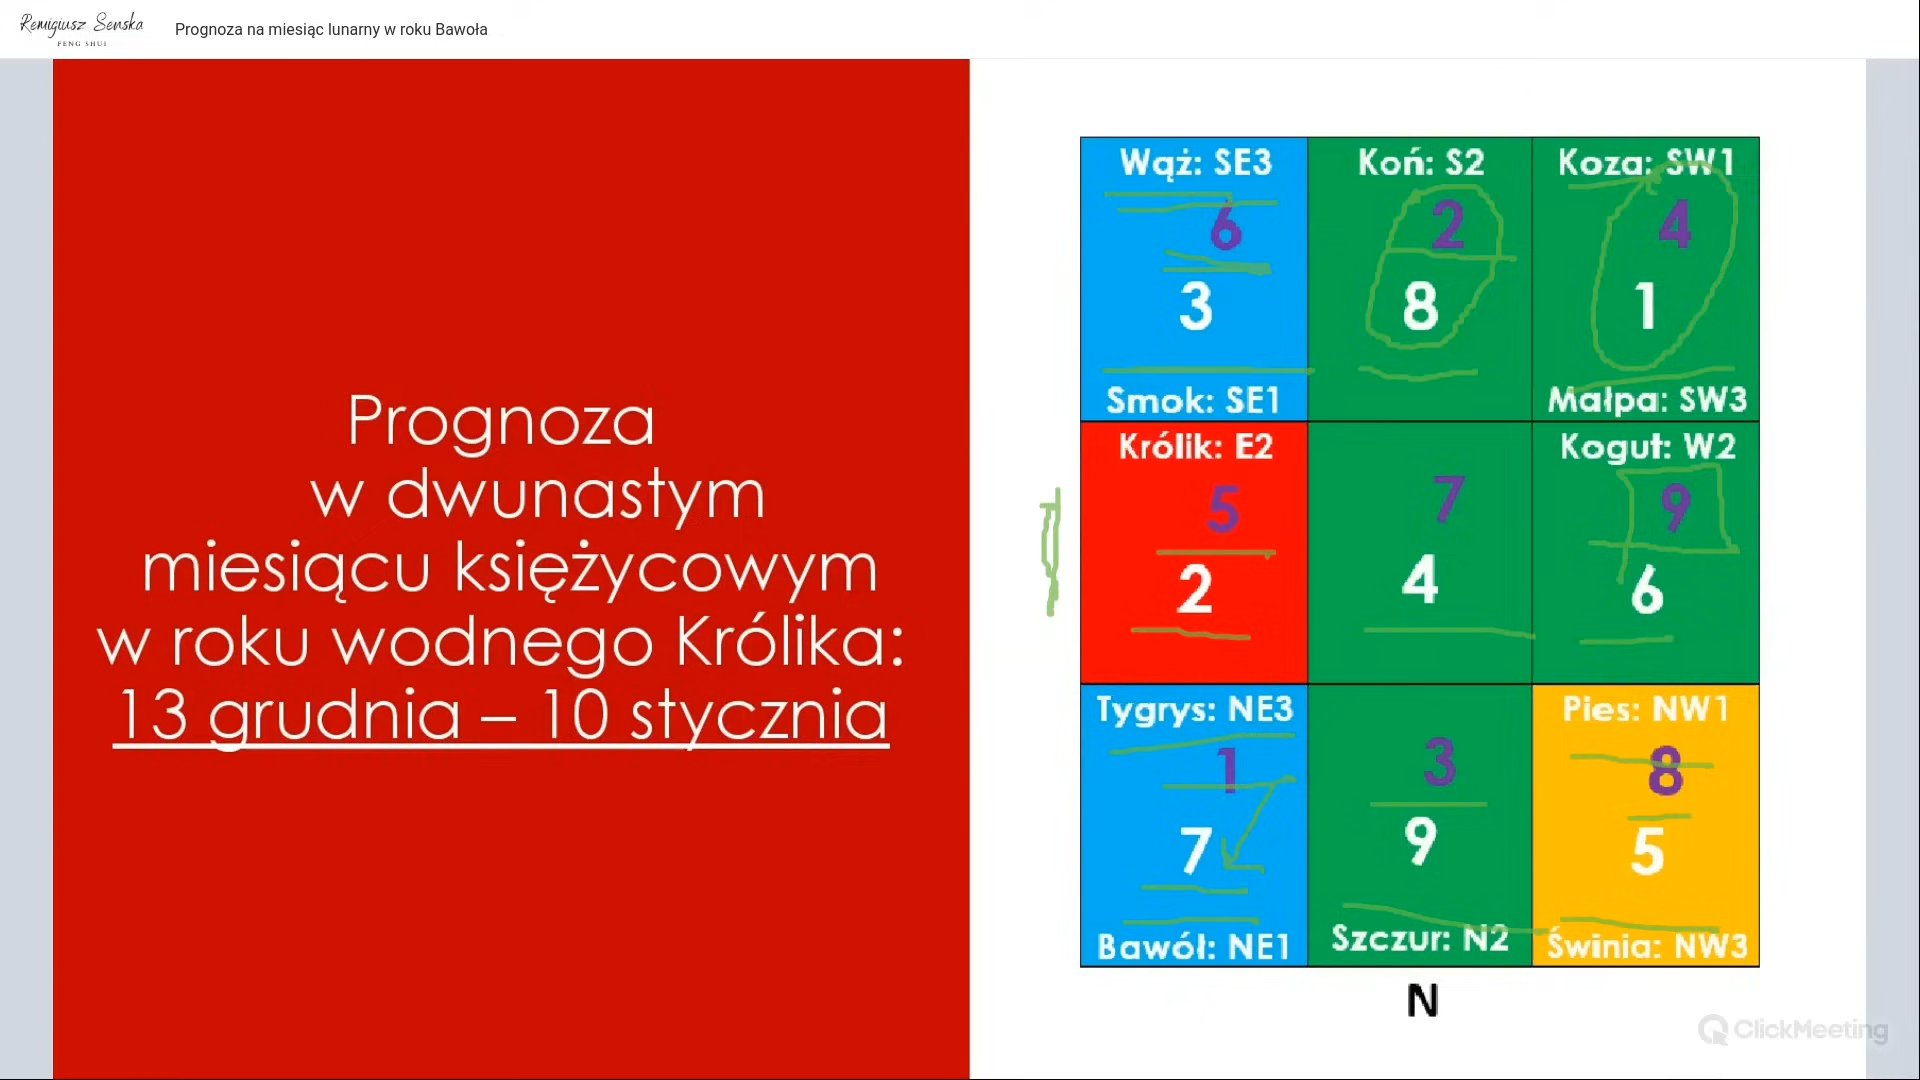 Remigiusz Senska
FENG SHUI
Prognoza na miesiąc lunarny w roku Bawoła
Prognoza
w dwunastym
miesiącu księżycowym
w roku wodnego Królika:
13 grudnia – 10 stycznia
Wąż: SE3
6
3
Smok: SE1
Koń: S2
2
8
Koza: SW1
4
1
Małpa: SW3
Królik: E2
5
2
7
4
Kogut: W2
9
6
Tygrys: NE3
1
7
Bawół: NE1
3
9
Szczur: N2
Pies: NW1
8
5
Świnia: NW3
N
ClickMeeting